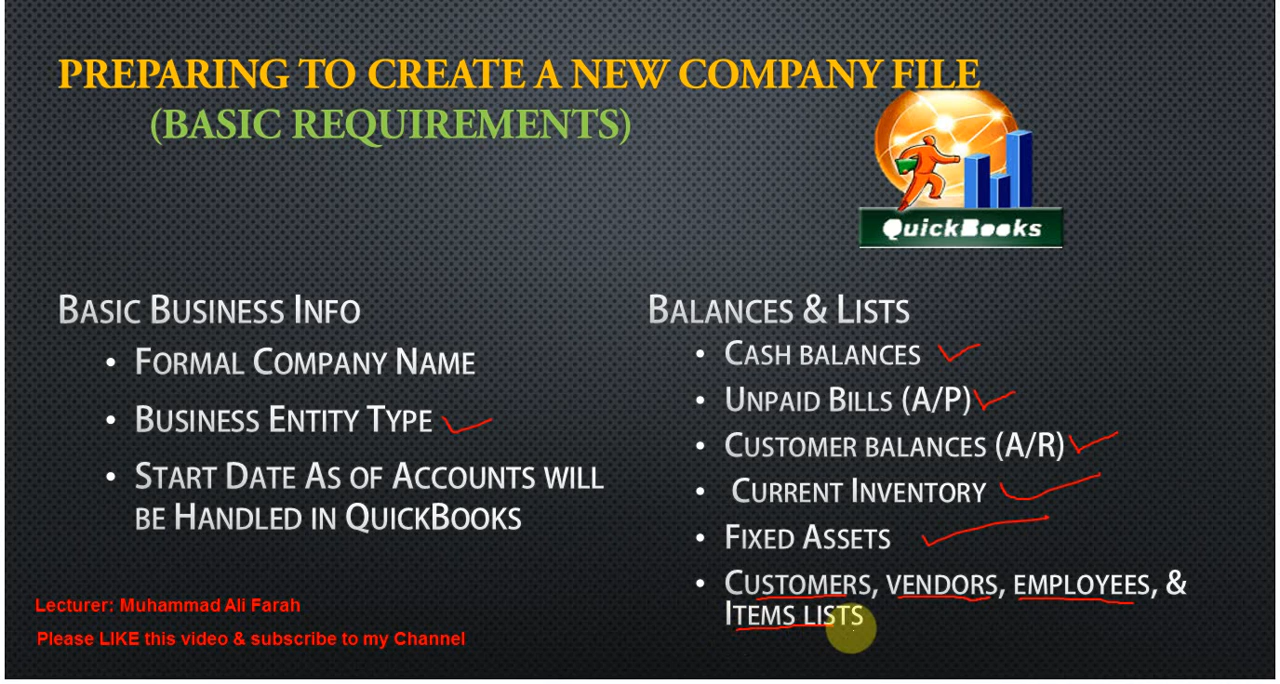 PREPARING TO CREATE A NEW COMPANY FILE
(BASIC REQUIREMENTS)
QuickBooks
BASIC BUSINESS INFO
• FORMAL COMPANY NAME
• BUSINESS ENTITY TYPE
• START DATE AS OF ACCOUNTS WILL
BE HANDLED IN QUICKBOOKS
BALANCES & LISTS
• CASH BALANCES
• UNPAID BILLS (A/P)
• CUSTOMER BALANCES (A/R)
• CURRENT INVENTORY
• FIXED ASSETS
• CUSTOMERS, VENDORS, EMPLOYEES, &
ITEMS LISTS
Lecturer: Muhammad Ali Farah
Please LIKE this video & subscribe to my Channel